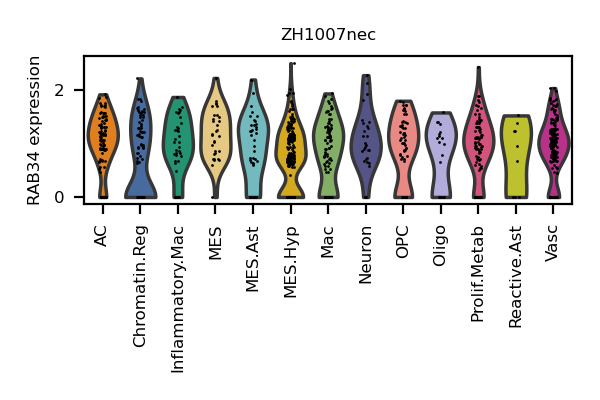 ZH1007nec
RAB34 expression
2
0
AC
Chromatin.Reg
Inflammatory.Mac
MES
MES.Ast
MES.Hyp
Mac
Neuron
OPC
Oligo
Prolif.Metab
Reactive.Ast
Vasc